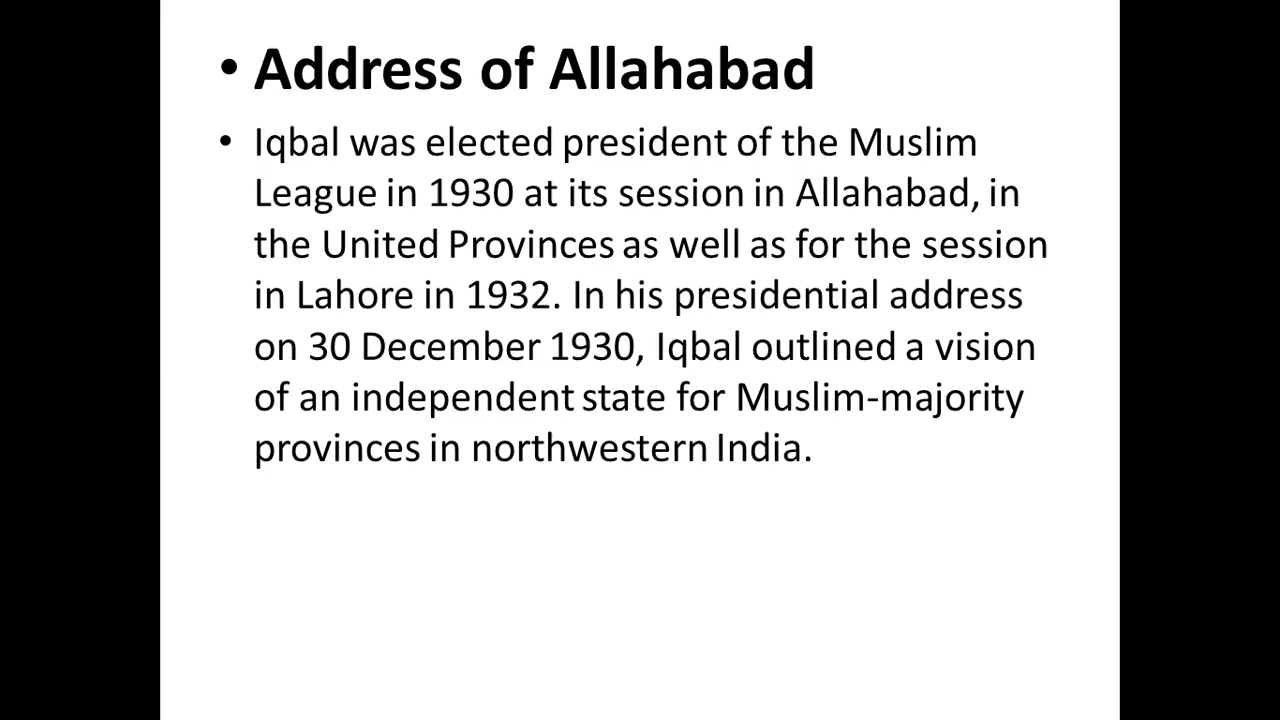 • Address of Allahabad
• Iqbal was elected president of the Muslim
League in 1930 at its session in Allahabad, in
the United Provinces as well as for the session
in Lahore in 1932. In his presidential address
on 30 December 1930, Iqbal outlined a vision
of an independent state for Muslim-majority
provinces in northwestern India.